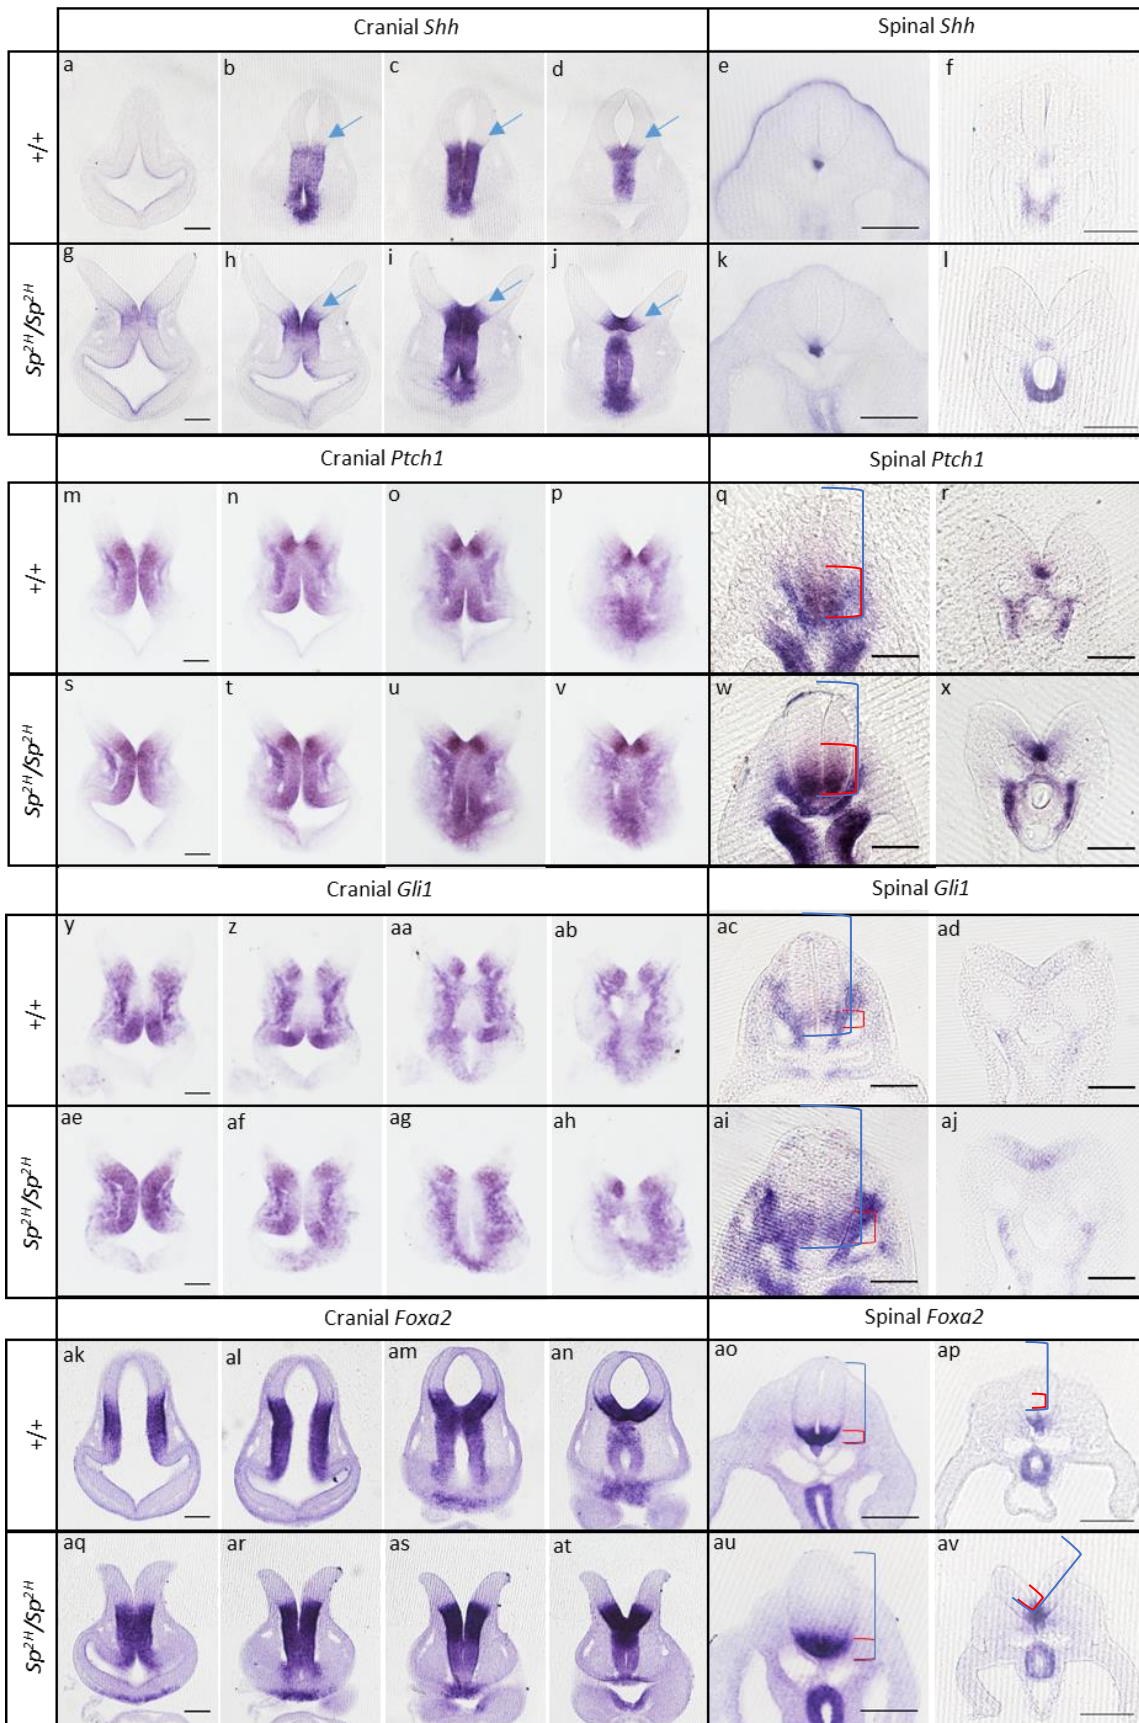 Cranial Shh Spinal Shh
+/+ a b c d e f
Sp2H/Sp2H g h i j k l
Cranial Ptch1 Spinal Ptch1
+/+ m n o p q r
Sp2H/Sp2H s t u v w x
Cranial Gli1 Spinal Gli1
+/+ y z aa ab ac ad
Sp2H/Sp2H ae af ag ah ai aj
Cranial Foxa2 Spinal Foxa2
+/+ ak al am an ao ap
Sp2H/Sp2H aq ar as at au av